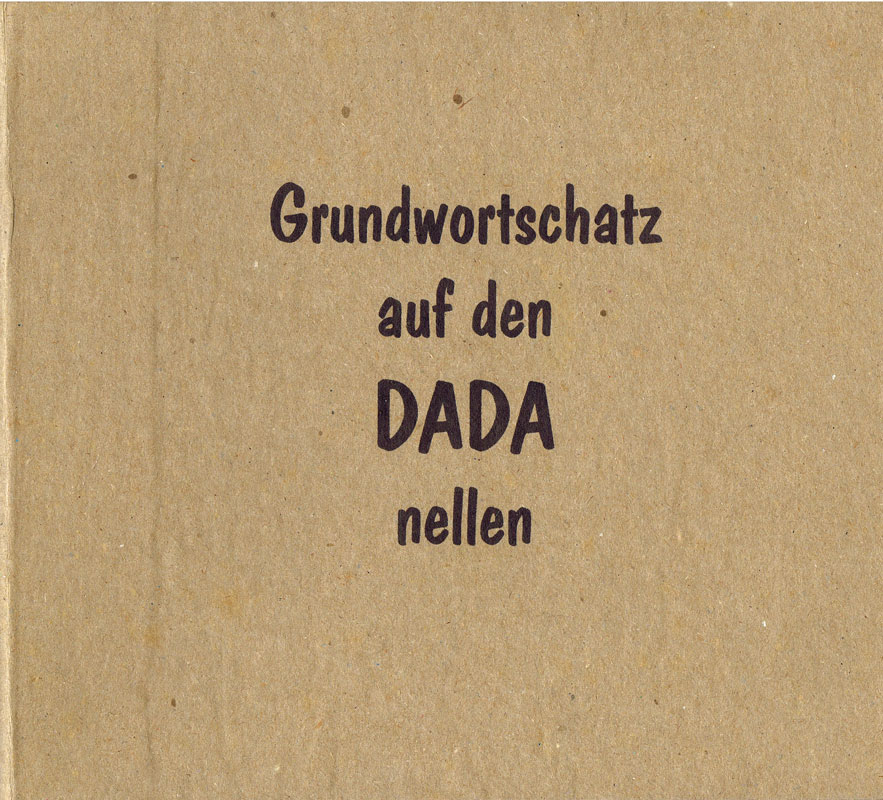 Grundwortschatz
auf den
DADA
nellen